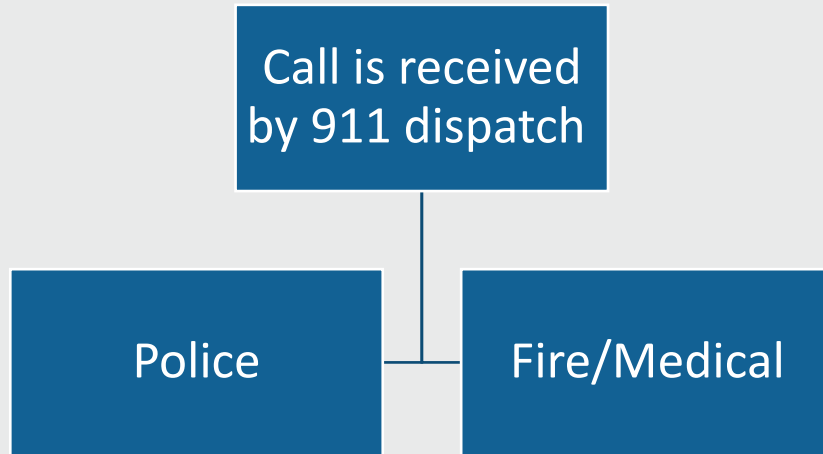 Call is received
by 911 dispatch
Police
Fire/Medical